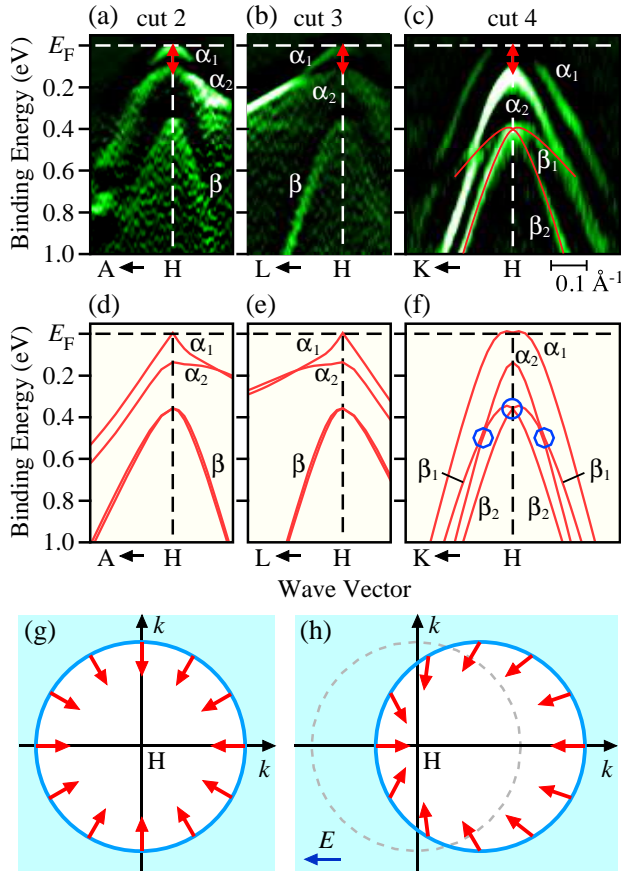 (a) cut 2 (b) cut 3 (c) cut 4
Binding Energy (eV)
E_F
0.2
0.4
0.6
0.8
1.0
α₁
α₂
β
α₁
α₂
β
α₁
α₂
β₁
β₂
A ← H L ← H K ← H 0.1 Å⁻¹
(d) (e) (f)
Binding Energy (eV)
E_F
0.2
0.4
0.6
0.8
1.0
α₁
α₂
β
α₁
α₂
β
α₁
α₂
β₁ β₁
β₂ β₂
A ← H L ← H K ← H
Wave Vector
(g) k
H
k
(h) k
H
k
E